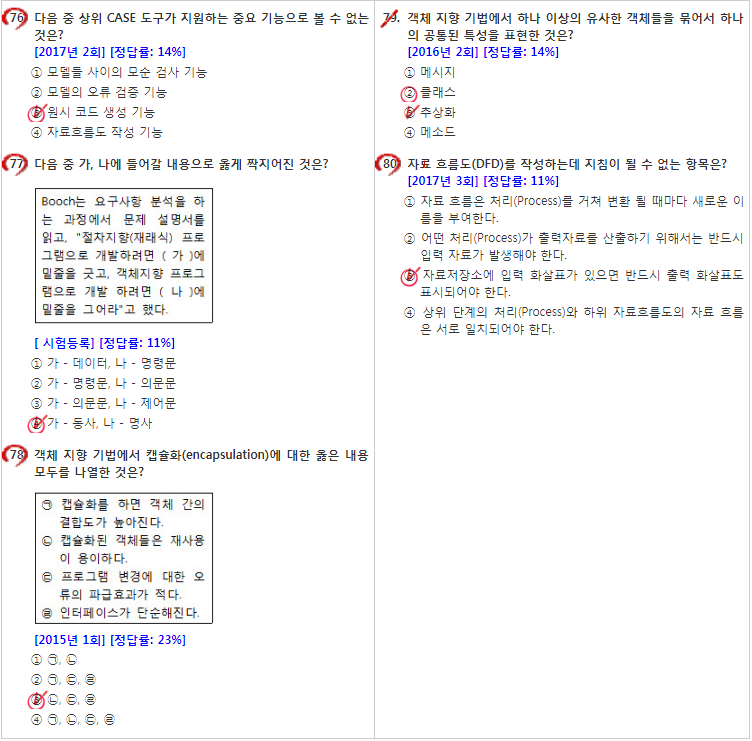 76. 다음 중 상위 CASE 도구가 지원하는 중요 기능으로 볼 수 없는
것은?
[2017년 2회] [정답률: 14%]
① 모델들 사이의 모순 검사 기능
② 모델의 오류 검증 기능
③ 원시 코드 생성 기능
④ 자료흐름도 작성 기능
77. 다음 중 가, 나에 들어갈 내용으로 옳게 짝지어진 것은?
Booch는 요구사항 분석을 하
는 과정에서 문제 설명서를
읽고, "절차지향(재래식) 프로
그램으로 개발하려면 ( 가 )에
밑줄을 긋고, 객체지향 프로그
램으로 개발 하려면 ( 나 )에
밑줄을 그어라"고 했다.
[ 시험등록] [정답률: 11%]
① 가 - 데이터, 나 - 명령문
② 가 - 명령문, 나 - 의문문
③ 가 - 의문문, 나 - 제어문
④ 가 - 동사, 나 - 명사
78. 객체 지향 기법에서 캡슐화(encapsulation)에 대한 옳은 내용
모두를 나열한 것은?
㉠ 캡슐화를 하면 객체 간의
결합도가 높아진다.
㉡ 캡슐화된 객체들은 재사용
이 용이하다.
㉢ 프로그램 변경에 대한 오
류의 파급효과가 적다.
㉣ 인터페이스가 단순해진다.
[2015년 1회] [정답률: 23%]
① ㉠, ㉡
② ㉠, ㉢, ㉣
③ ㉡, ㉢, ㉣
④ ㉠, ㉡, ㉢, ㉣
79. 객체 지향 기법에서 하나 이상의 유사한 객체들을 묶어서 하나
의 공통된 특성을 표현한 것은?
[2016년 2회] [정답률: 14%]
① 메시지
② 클래스
③ 추상화
④ 메소드
80. 자료 흐름도(DFD)를 작성하는데 지침이 될 수 없는 항목은?
[2017년 3회] [정답률: 11%]
① 자료 흐름은 처리(Process)를 거쳐 변환 될 때마다 새로운 이
름을 부여한다.
② 어떤 처리(Process)가 출력자료를 산출하기 위해서는 반드시
입력 자료가 발생해야 한다.
③ 자료저장소에 입력 화살표가 있으면 반드시 출력 화살표도
표시되어야 한다.
④ 상위 단계의 처리(Process)와 하위 자료흐름도의 자료 흐름
은 서로 일치되어야 한다.